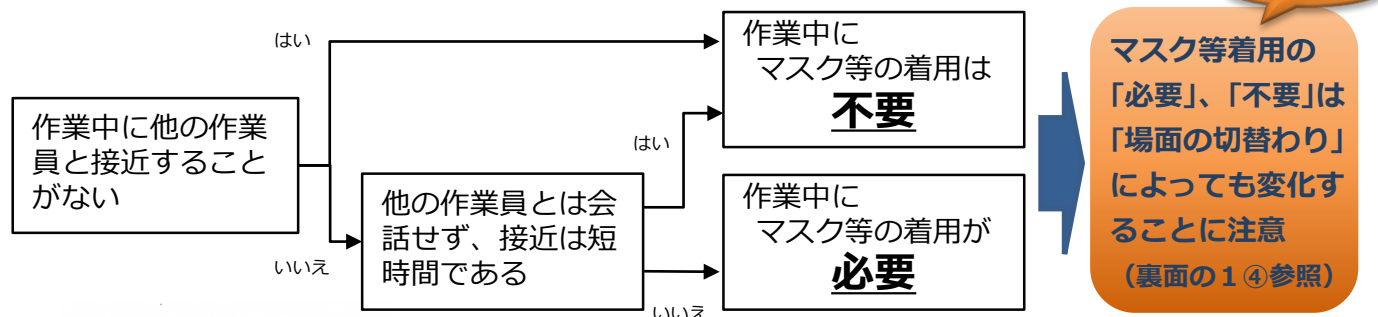 はい
作業中に
マスク等の着用は
不要
マスク等着用の
「必要」、「不要」は
「場面の切替わり」
によっても変化す
ることに注意
（裏面の１④参照）
作業中に他の作業
員と接近すること
がない
はい
他の作業員とは会
話せず、接近は短
時間である
いいえ
作業中に
マスク等の着用が
必要
いいえ